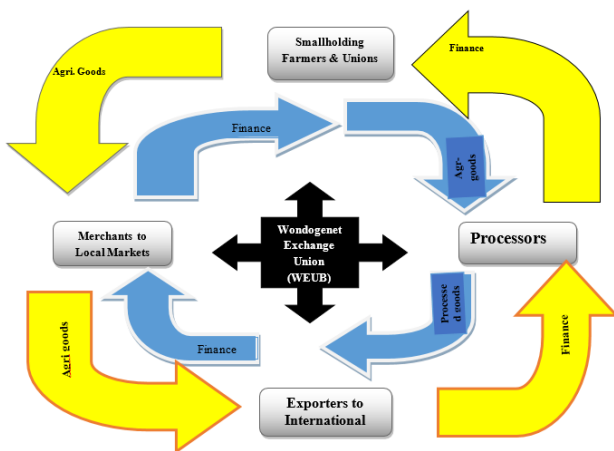 Smallholding
Farmers & Unions
Finance
Agri. Goods
Finance
Agr-
goods
Merchants to
Local Markets
Wondogenet
Exchange
Union
(WEUB)
Processors
Processe
d goods
Agri goods
Finance
Finance
Exporters to
International